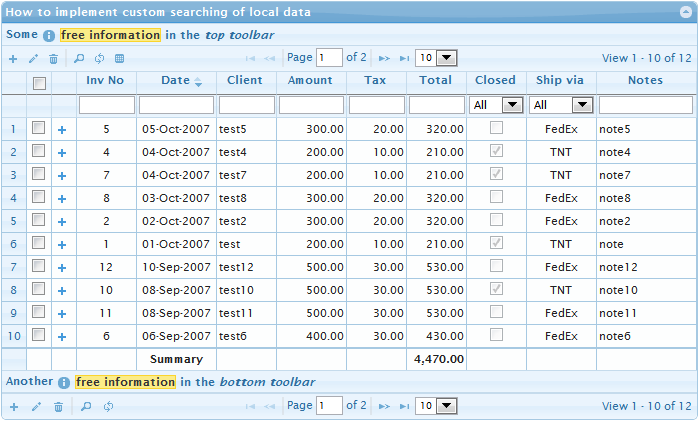 How to implement custom searching of local data
Some free information in the top toolbar
Page 1 of 2 10 View 1 - 10 of 12
Inv No Date Client Amount Tax Total Closed Ship via Notes
All All
1 5 05-Oct-2007 test5 300.00 20.00 320.00 FedEx note5
2 4 04-Oct-2007 test4 200.00 10.00 210.00 TNT note4
3 7 04-Oct-2007 test7 200.00 10.00 210.00 TNT note7
4 8 03-Oct-2007 test8 300.00 20.00 320.00 FedEx note8
5 2 02-Oct-2007 test2 300.00 20.00 320.00 FedEx note2
6 1 01-Oct-2007 test 200.00 10.00 210.00 TNT note
7 12 10-Sep-2007 test12 500.00 30.00 530.00 FedEx note12
8 10 08-Sep-2007 test10 500.00 30.00 530.00 TNT note10
9 11 08-Sep-2007 test11 500.00 30.00 530.00 FedEx note11
10 6 06-Sep-2007 test6 400.00 30.00 430.00 FedEx note6
Summary 4,470.00
Another free information in the bottom toolbar
Page 1 of 2 10 View 1 - 10 of 12